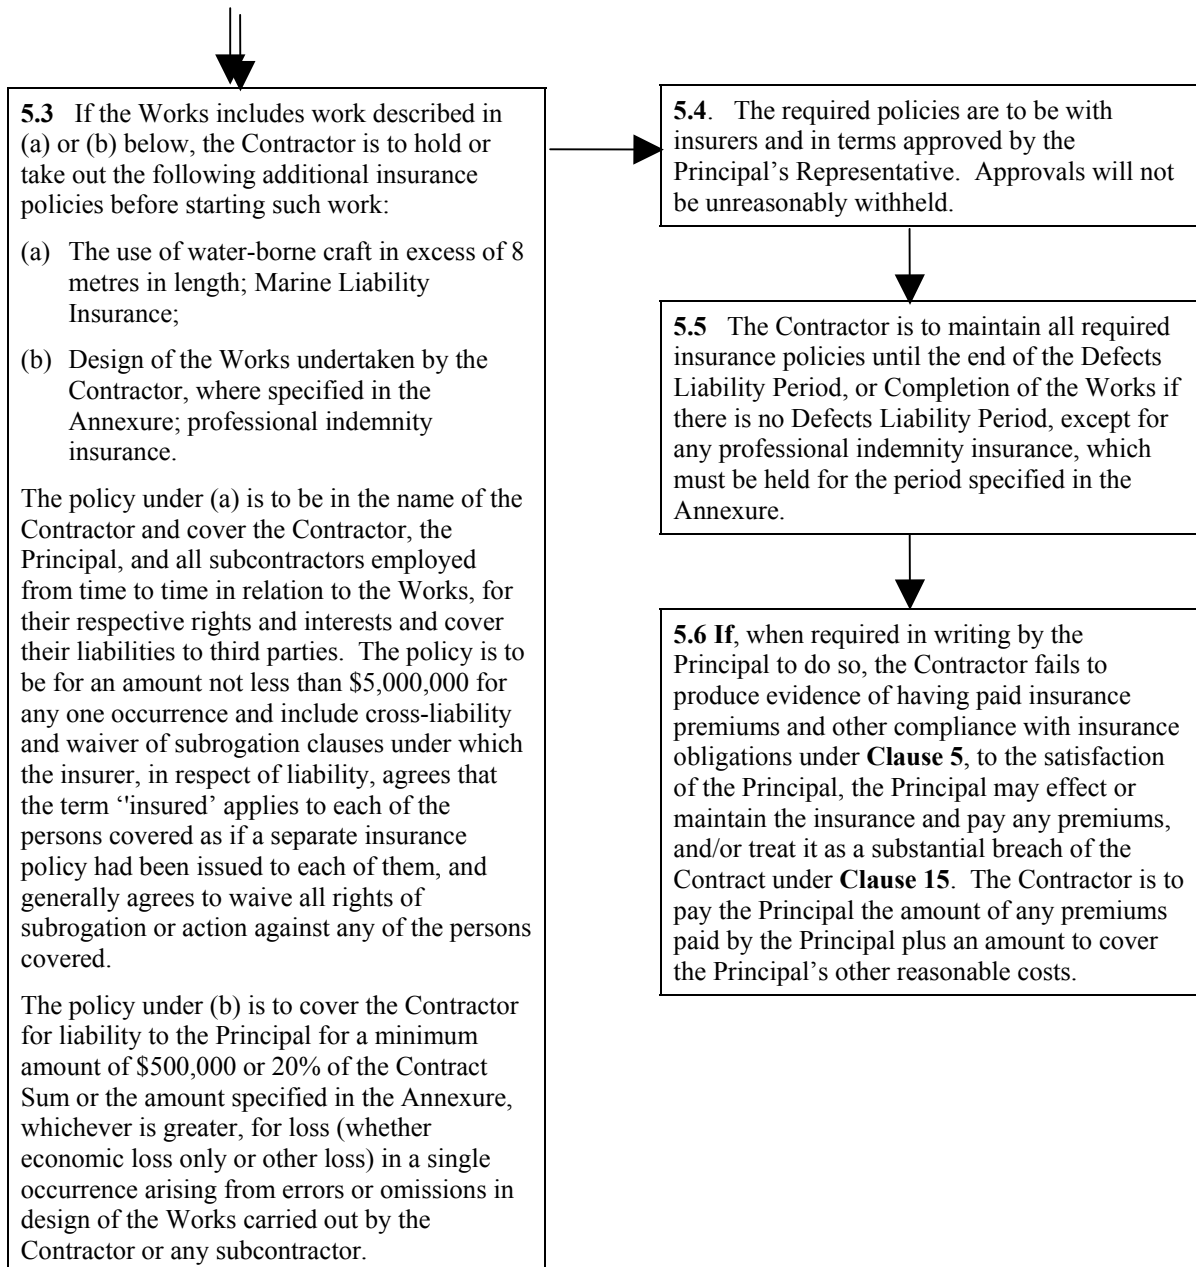 5.3 If the Works includes work described in
(a) or (b) below, the Contractor is to hold or
take out the following additional insurance
policies before starting such work:
(a) The use of water-borne craft in excess of 8
metres in length; Marine Liability
Insurance;
(b) Design of the Works undertaken by the
Contractor, where specified in the
Annexure; professional indemnity
insurance.
The policy under (a) is to be in the name of the
Contractor and cover the Contractor, the
Principal, and all subcontractors employed
from time to time in relation to the Works, for
their respective rights and interests and cover
their liabilities to third parties. The policy is to
be for an amount not less than $5,000,000 for
any one occurrence and include cross-liability
and waiver of subrogation clauses under which
the insurer, in respect of liability, agrees that
the term ‘'insured’ applies to each of the
persons covered as if a separate insurance
policy had been issued to each of them, and
generally agrees to waive all rights of
subrogation or action against any of the persons
covered.
The policy under (b) is to cover the Contractor
for liability to the Principal for a minimum
amount of $500,000 or 20% of the Contract
Sum or the amount specified in the Annexure,
whichever is greater, for loss (whether
economic loss only or other loss) in a single
occurrence arising from errors or omissions in
design of the Works carried out by the
Contractor or any subcontractor.
5.4. The required policies are to be with
insurers and in terms approved by the
Principal’s Representative. Approvals will not
be unreasonably withheld.
5.5 The Contractor is to maintain all required
insurance policies until the end of the Defects
Liability Period, or Completion of the Works if
there is no Defects Liability Period, except for
any professional indemnity insurance, which
must be held for the period specified in the
Annexure.
5.6 If, when required in writing by the
Principal to do so, the Contractor fails to
produce evidence of having paid insurance
premiums and other compliance with insurance
obligations under Clause 5, to the satisfaction
of the Principal, the Principal may effect or
maintain the insurance and pay any premiums,
and/or treat it as a substantial breach of the
Contract under Clause 15. The Contractor is to
pay the Principal the amount of any premiums
paid by the Principal plus an amount to cover
the Principal’s other reasonable costs.